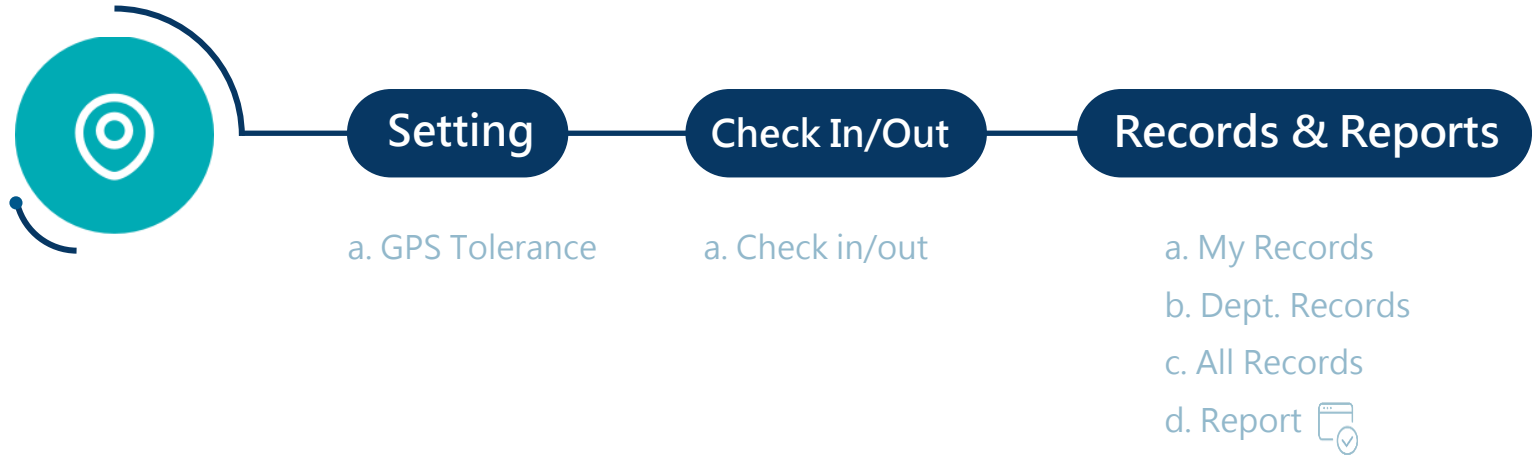 Setting
Check In/Out
Records & Reports
a. GPS Tolerance
a. Check in/out
a. My Records
b. Dept. Records
c. All Records
d. Report